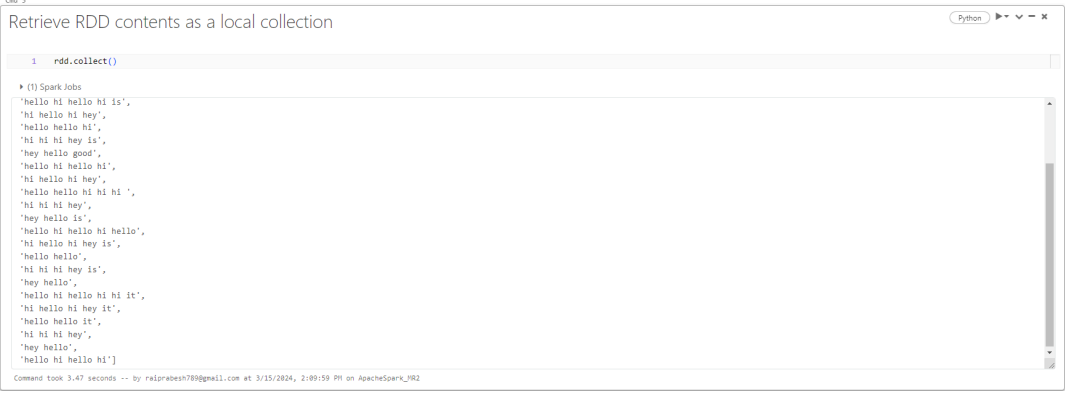 Cmd 5
Retrieve RDD contents as a local collection
Python
1 rdd.collect()
(1) Spark Jobs
'hello hi hello hi is',
'hi hello hi hey',
'hello hello hi',
'hi hi hi hey is',
'hey hello good',
'hello hi hello hi',
'hi hello hi hey',
'hello hello hi hi hi ',
'hi hi hi hey',
'hey hello is',
'hello hi hello hi hello',
'hi hello hi hey is',
'hello hello',
'hi hi hi hey is',
'hey hello',
'hello hi hello hi hi it',
'hi hello hi hey it',
'hello hello it',
'hi hi hi hey',
'hey hello',
'hello hi hello hi']
Command took 3.47 seconds -- by raiprabesh789@gmail.com at 3/15/2024, 2:09:59 PM on ApacheSpark_MR2